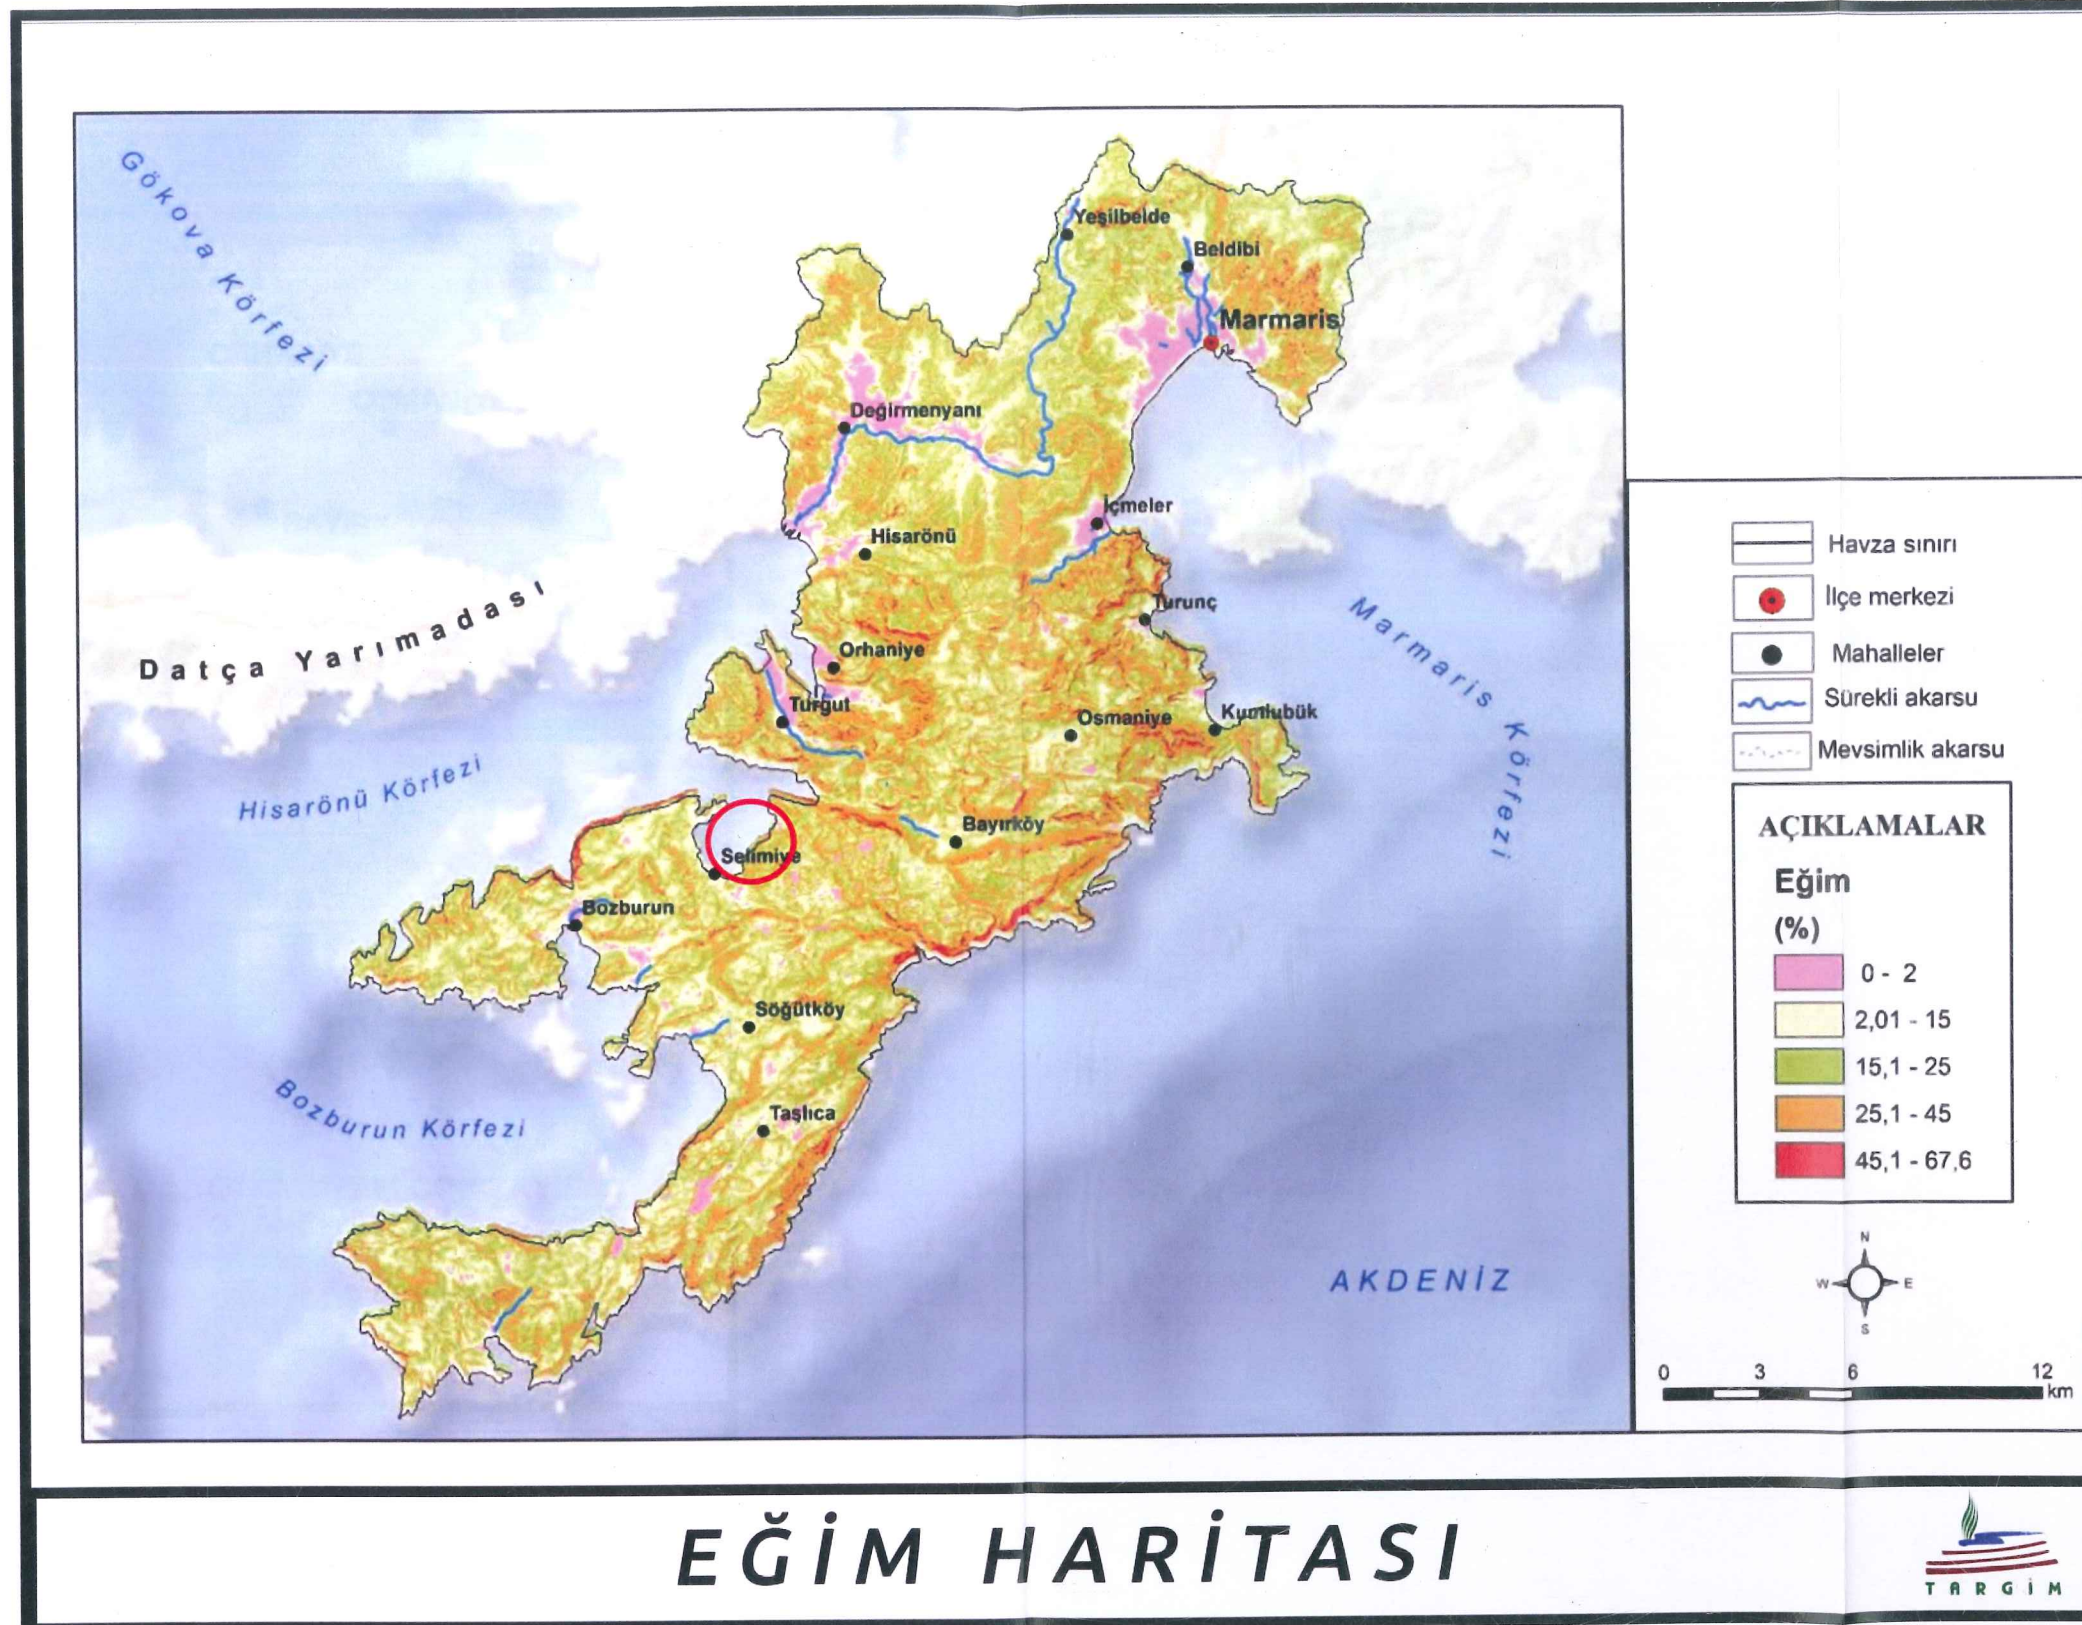 Gökova Körfezi
Yeşilbelde
Beldibi
Marmaris
Değirmenyanı
İçmeler
Hisarönü
Turunç
Marmaris Körfezi
Datça Yarımadası
Orhaniye
Turgut
Osmaniye
Kumlubük
Hisarönü Körfezi
Bayırköy
Selimiye
Bozburun
Söğütköy
Bozburun Körfezi
Taşlıca
AKDENİZ
Havza sınırı
İlçe merkezi
Mahalleler
Sürekli akarsu
Mevsimlik akarsu
AÇIKLAMALAR
Eğim
(%)
0 - 2
2,01 - 15
15,1 - 25
25,1 - 45
45,1 - 67,6
N
W E
S
0 3 6 12
km
EĞİM HARİTASI
TARGİM